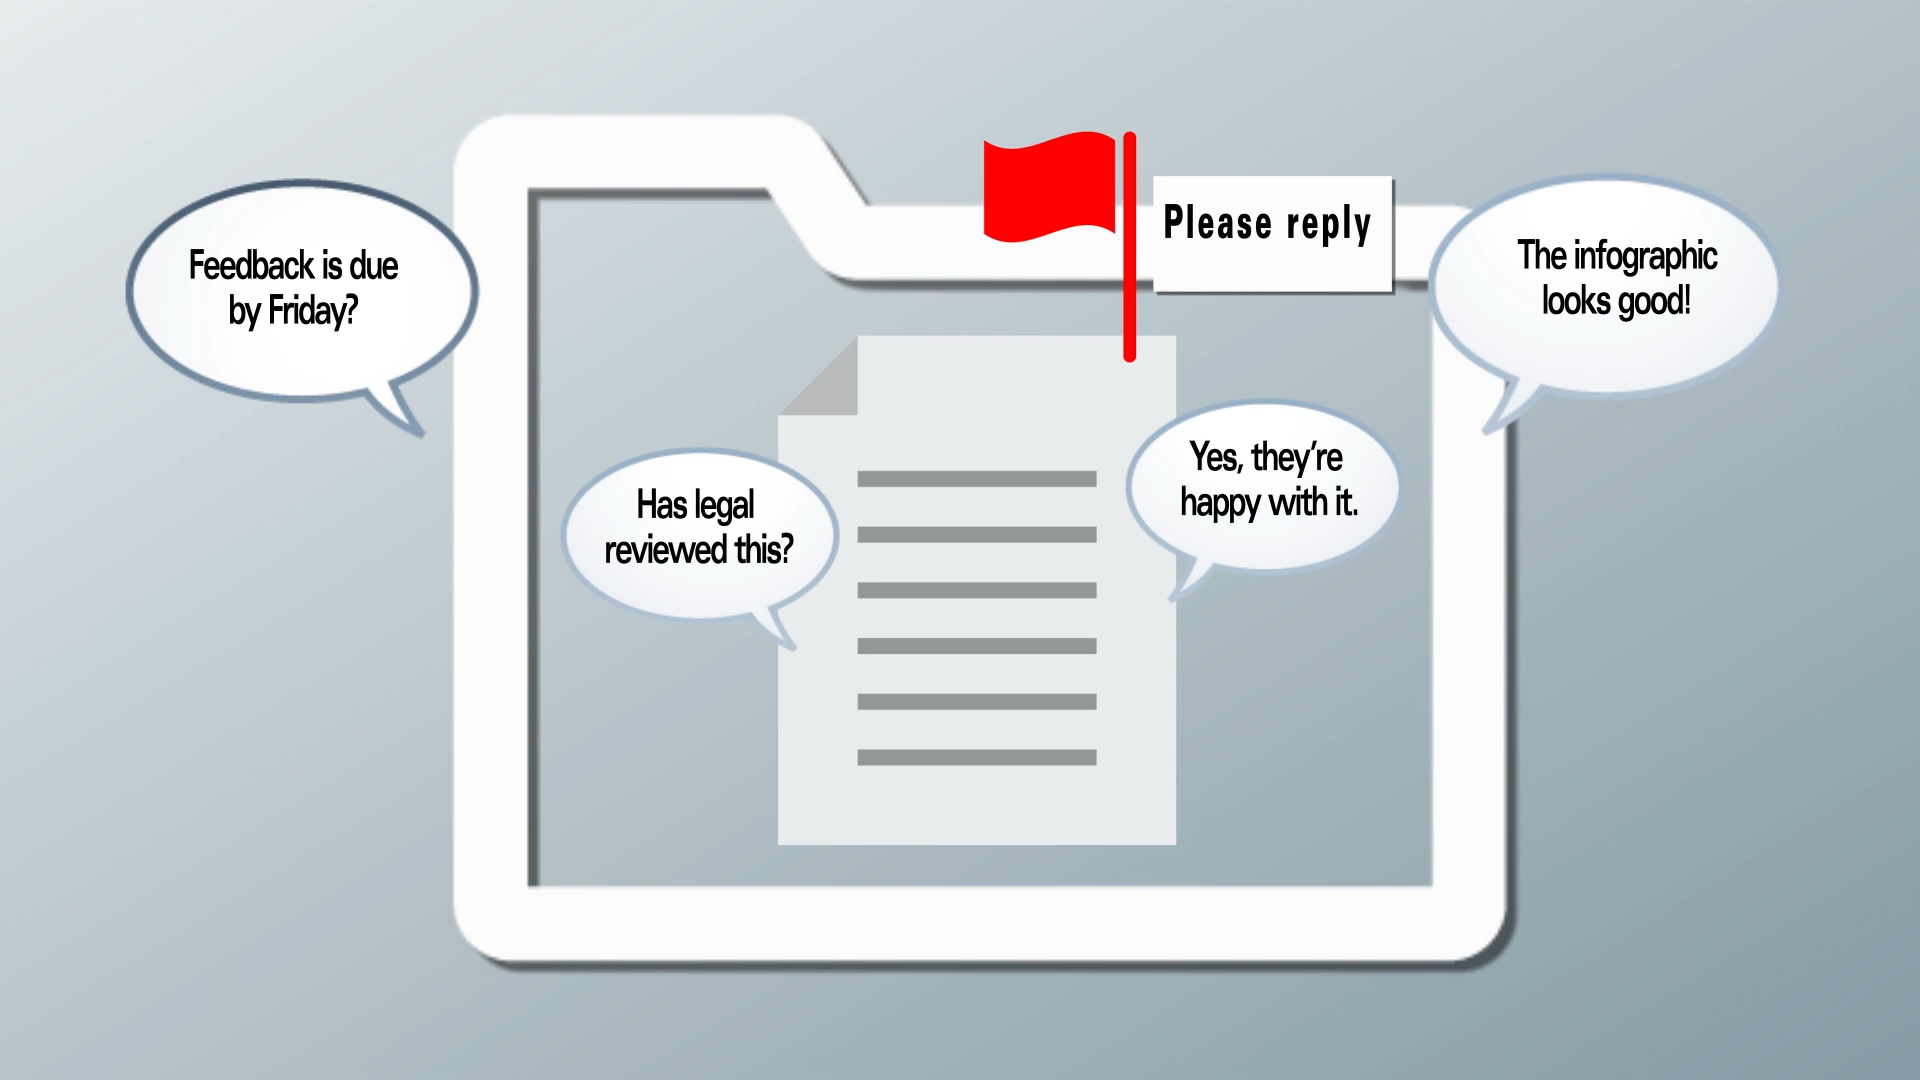 Please reply
Feedback is due
by Friday?
The infographic
looks good!
Has legal
reviewed this?
Yes, they’re
happy with it.